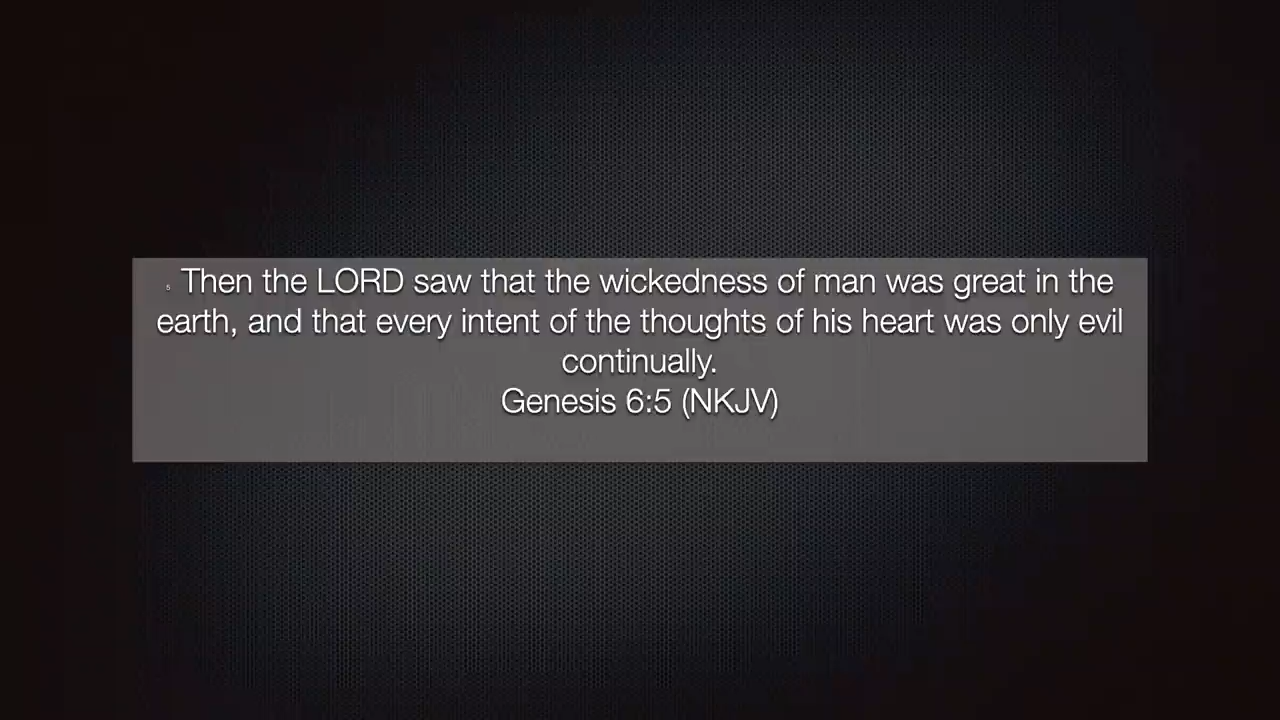 5 Then the LORD saw that the wickedness of man was great in the
earth, and that every intent of the thoughts of his heart was only evil
continually.
Genesis 6:5 (NKJV)